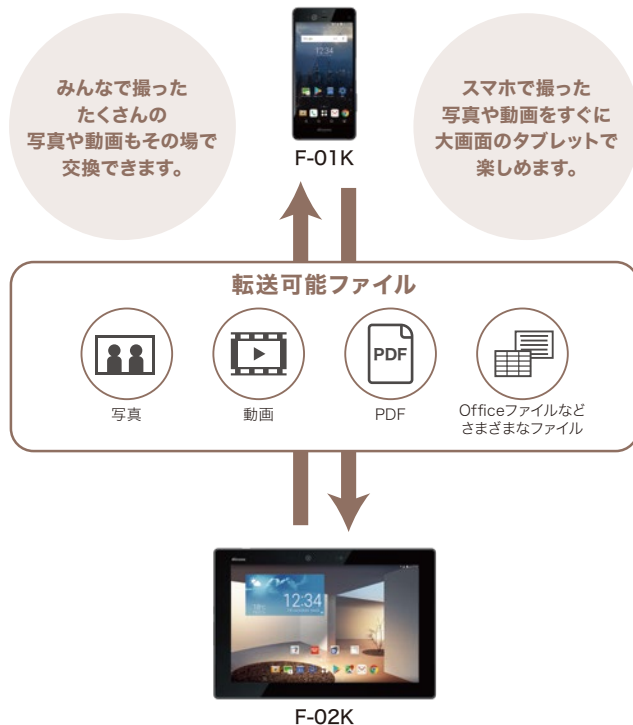 みんなで撮った
たくさんの
写真や動画もその場で
交換できます。
スマホで撮った
写真や動画をすぐに
大画面のタブレットで
楽しめます。
F-01K
転送可能ファイル
PDF
写真
動画
PDF
Officeファイルなど
さまざまなファイル
12:34
F-02K